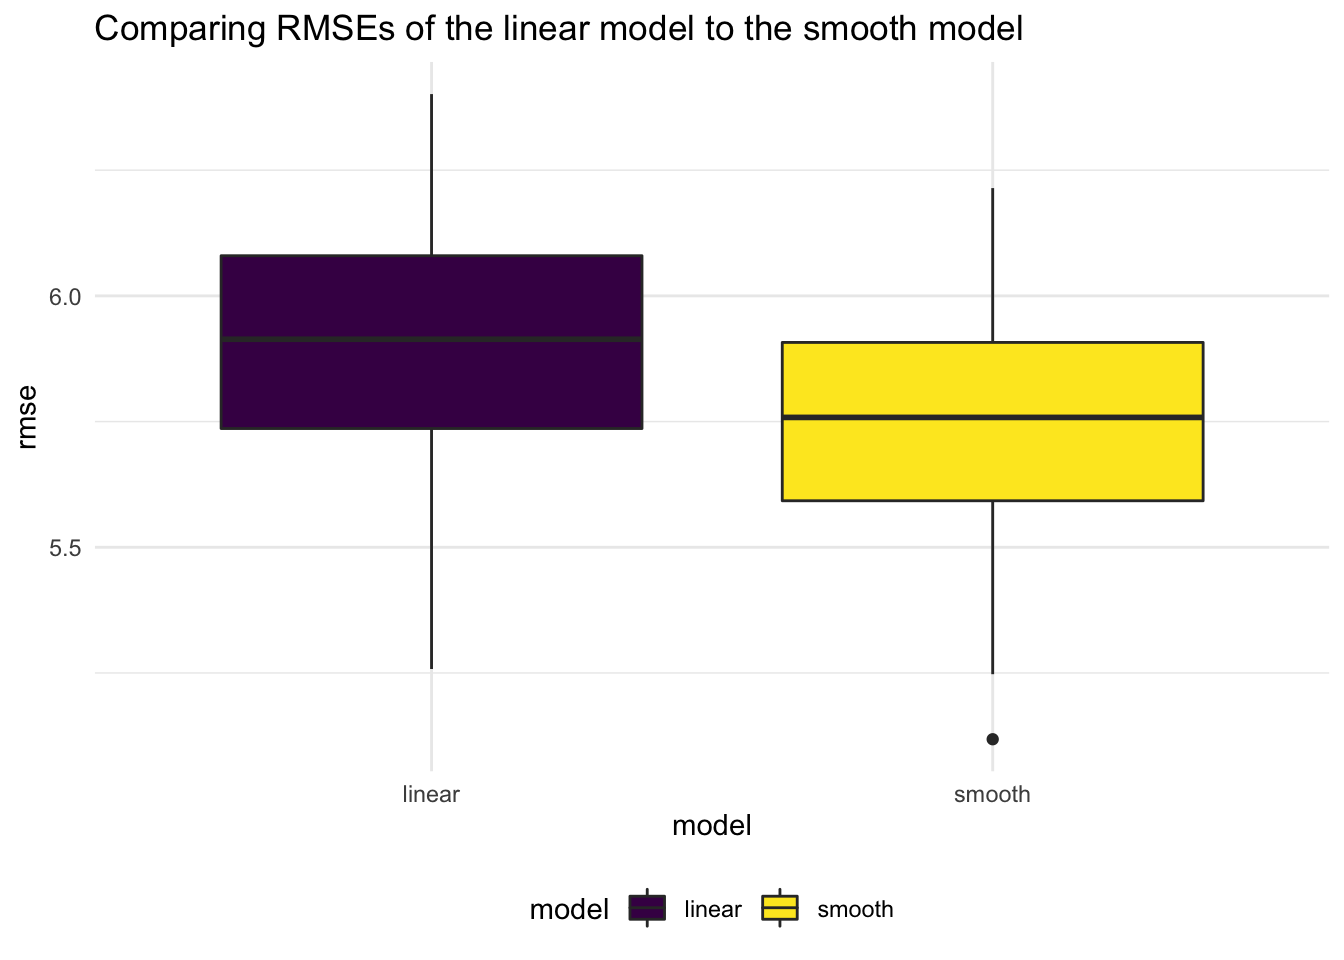 Comparing RMSEs of the linear model to the smooth model
rmse
6.0
5.5
linear smooth
model
model linear smooth